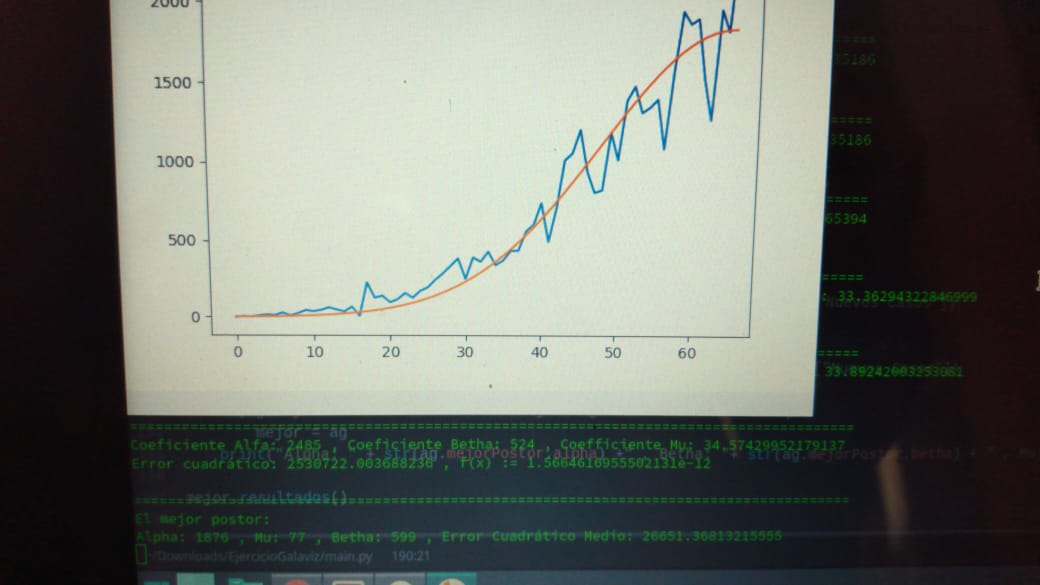 2000
1500
1000
500
0
0 10 20 30 40 50 60
=====
35186
=====
35186
=====
65394
=====
: 33.36294322846999
=====
33.89242003253081
mejor = ag
Coeficiente Alfa: 2485 , Coeficiente Betha: 524 , Coefficiente Mu: 34.57429952179137
print("Alpha: " + str(ag.mejorPostor.alpha) + " Betha: "+ str(ag.mejorPostor.betha) + " , Mu
Error cuadrático: 2530722.003688230 , f(x) := 1.5664616955502131e-12
mejor.resultados()
El mejor postor:
Alpha: 1876 , Mu: 77 , Betha: 599 , Error Cuadrático Medio: 26651.36813215555
~/Downloads/EjercicioGalaviz/main.py 190:21